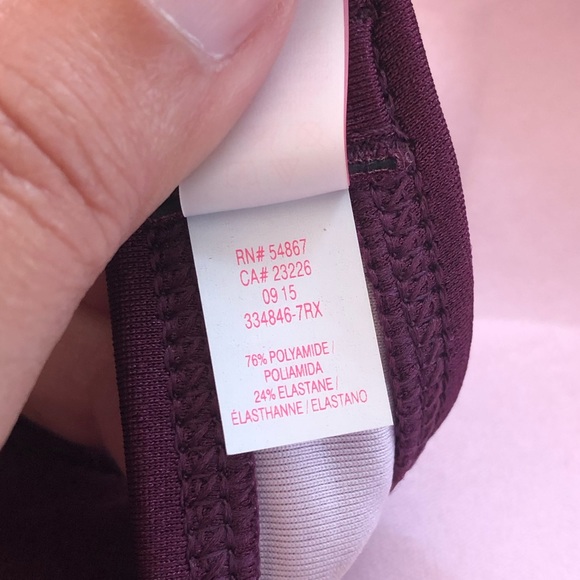 RN# 54867
CA# 23226
09 15
334846-7RX
76% POLYAMIDE /
POLIAMIDA
24% ELASTANE /
ÉLASTHANNE / ELASTANO